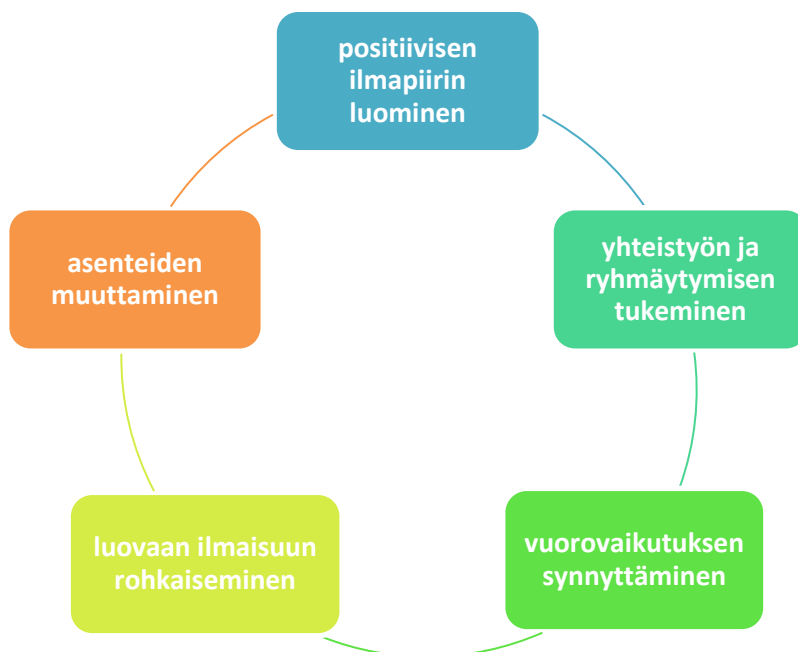 positiivisen
ilmapiirin
luominen
yhteistyön ja
ryhmäytymisen
tukeminen
vuorovaikutuksen
synnyttäminen
luovaan ilmaisuun
rohkaiseminen
asenteiden
muuttaminen